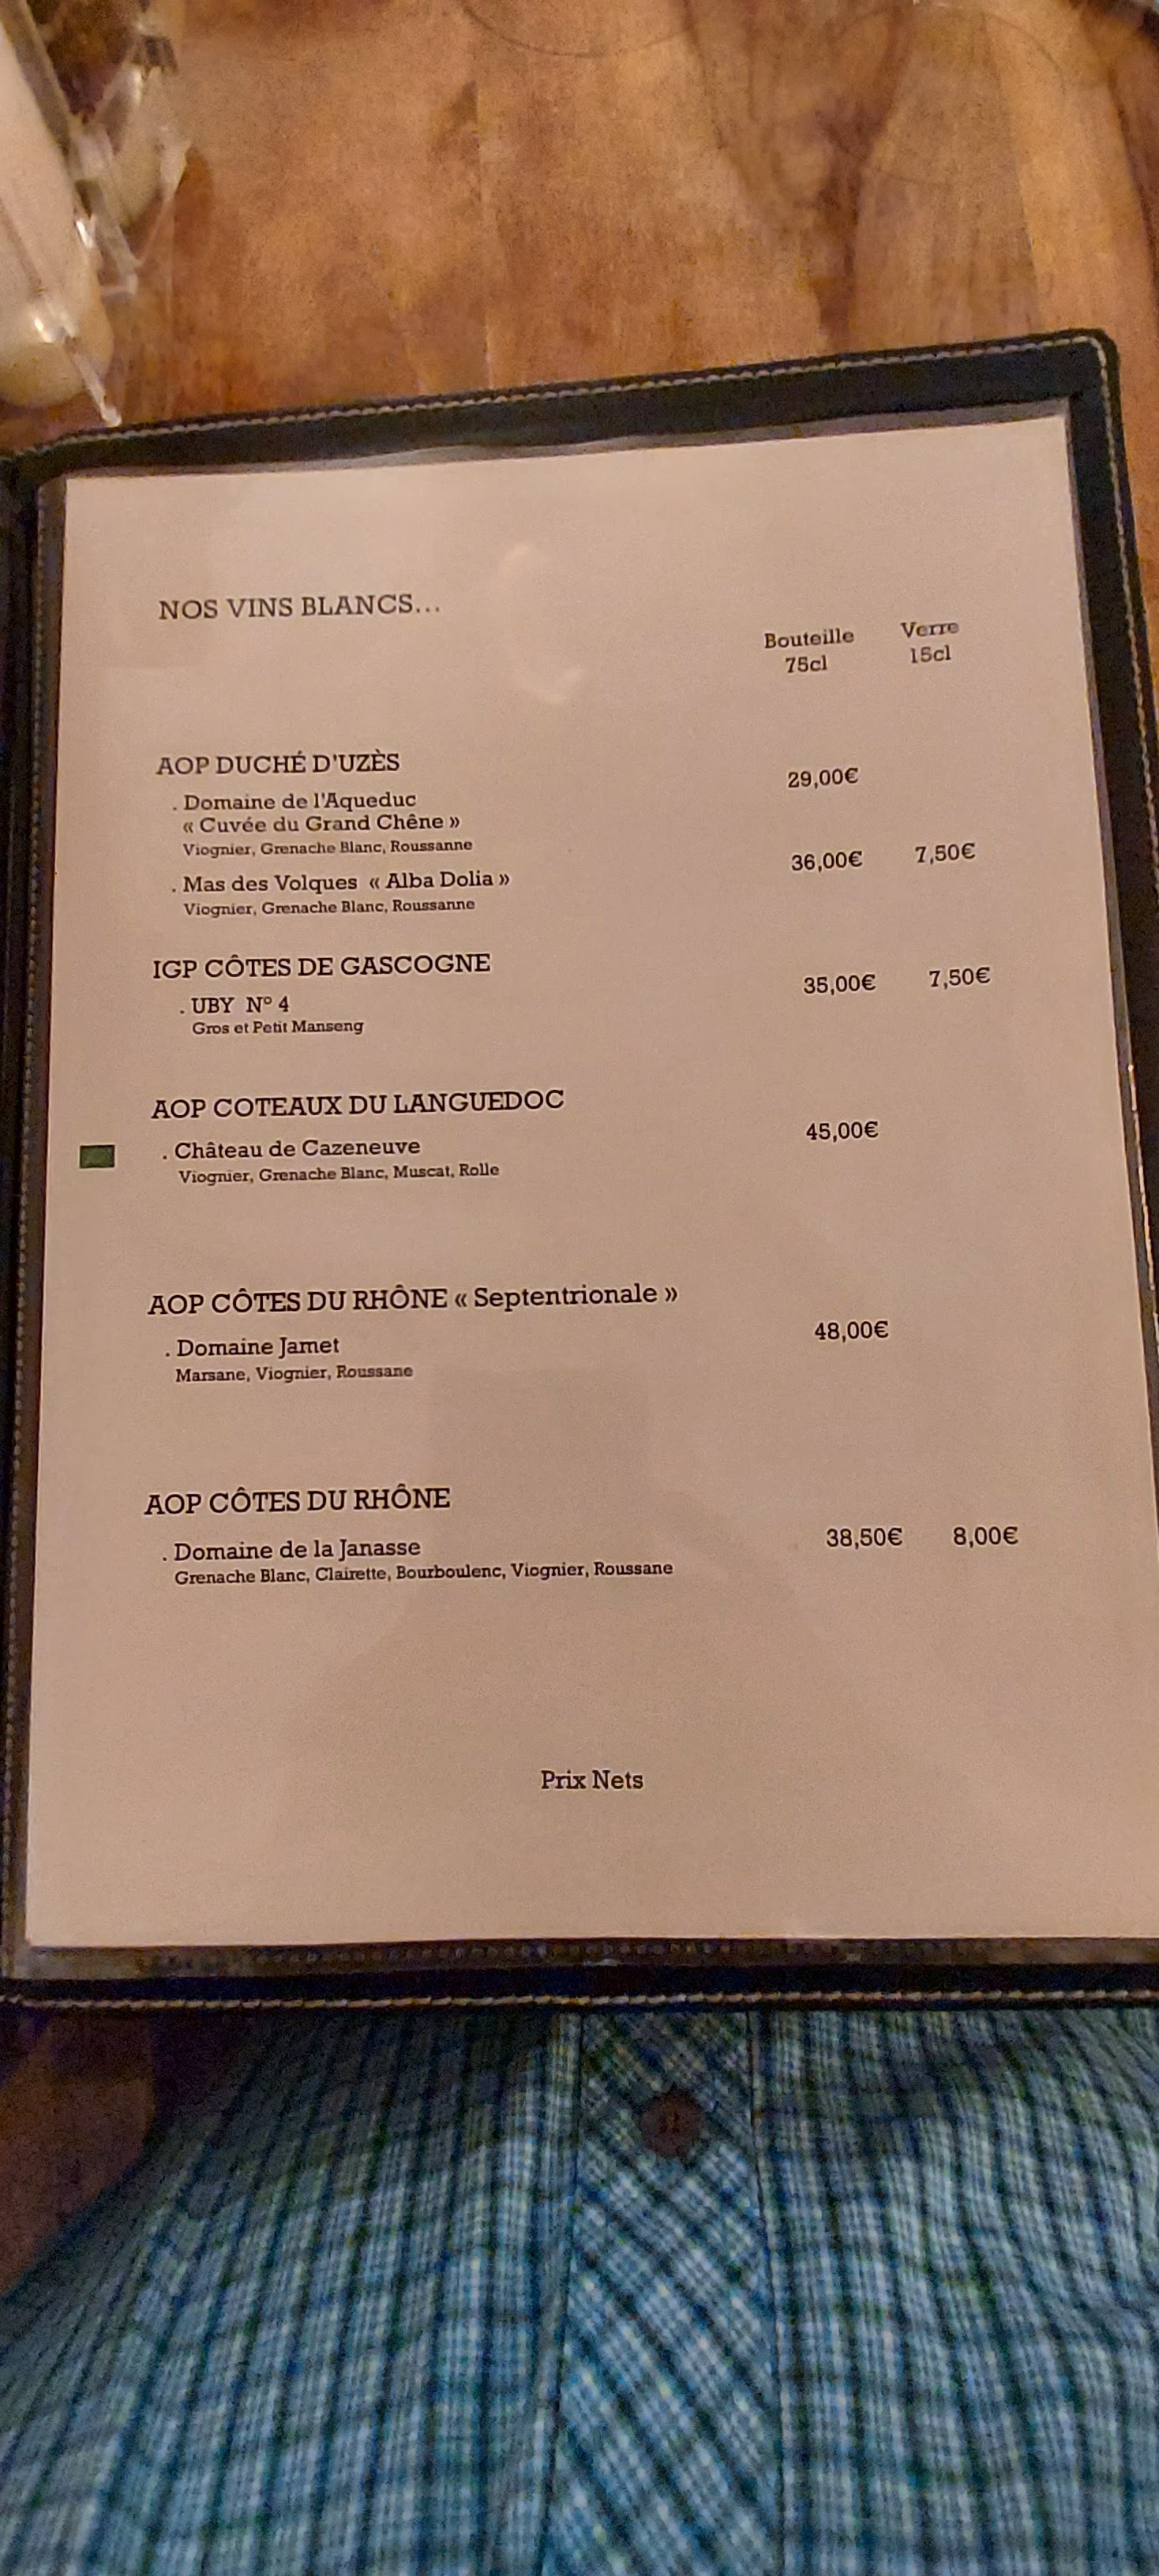 NOS VINS BLANCS...
Bouteille Verre
75cl 15cl
AOP DUCHÉ D'UZÈS
. Domaine de l'Aqueduc 29,00€
« Cuvée du Grand Chêne »
Viognier, Grenache Blanc, Roussanne
. Mas des Volques « Alba Dolia » 36,00€ 7,50€
Viognier, Grenache Blanc, Roussanne
IGP CÔTES DE GASCOGNE
. UBY N° 4 35,00€ 7,50€
Gros et Petit Manseng
AOP COTEAUX DU LANGUEDOC
. Château de Cazeneuve 45,00€
Viognier, Grenache Blanc, Muscat, Rolle
AOP CÔTES DU RHÔNE « Septentrionale »
. Domaine Jamet 48,00€
Marsane, Viognier, Roussane
AOP CÔTES DU RHÔNE
. Domaine de la Janasse 38,50€ 8,00€
Grenache Blanc, Clairette, Bourboulenc, Viognier, Roussane
Prix Nets